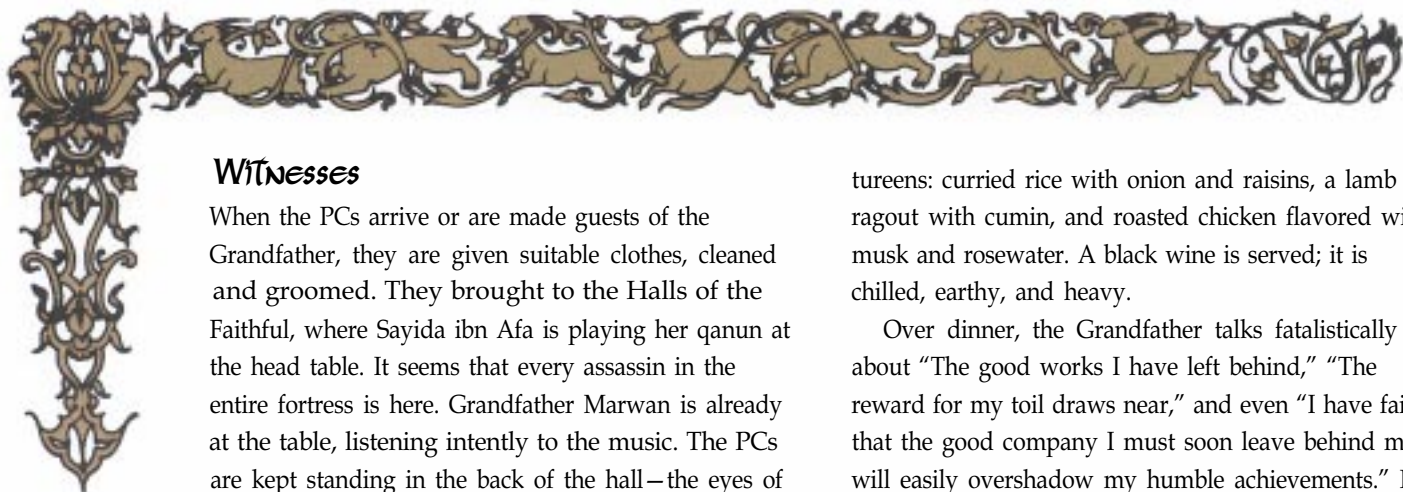 Witnesses
When the PCs arrive or are made guests of the
Grandfather, they are given suitable clothes, cleaned
and groomed. They brought to the Halls of the
Faithful, where Sayida ibn Afa is playing her qanun at
the head table. It seems that every assassin in the
entire fortress is here. Grandfather Marwan is already
at the table, listening intently to the music. The PCs
are kept standing in the back of the hall—the eyes of
tureens: curried rice with onion and raisins, a lamb
ragout with cumin, and roasted chicken flavored
musk and rosewater. A black wine is served; it is
chilled, earthy, and heavy.
Over dinner, the Grandfather talks fatalistically
about “The good works I have left behind,” “The
reward for my toil draws near,” and even “I have
that the good company I must soon leave behind
will easily overshadow my humble achievements.”